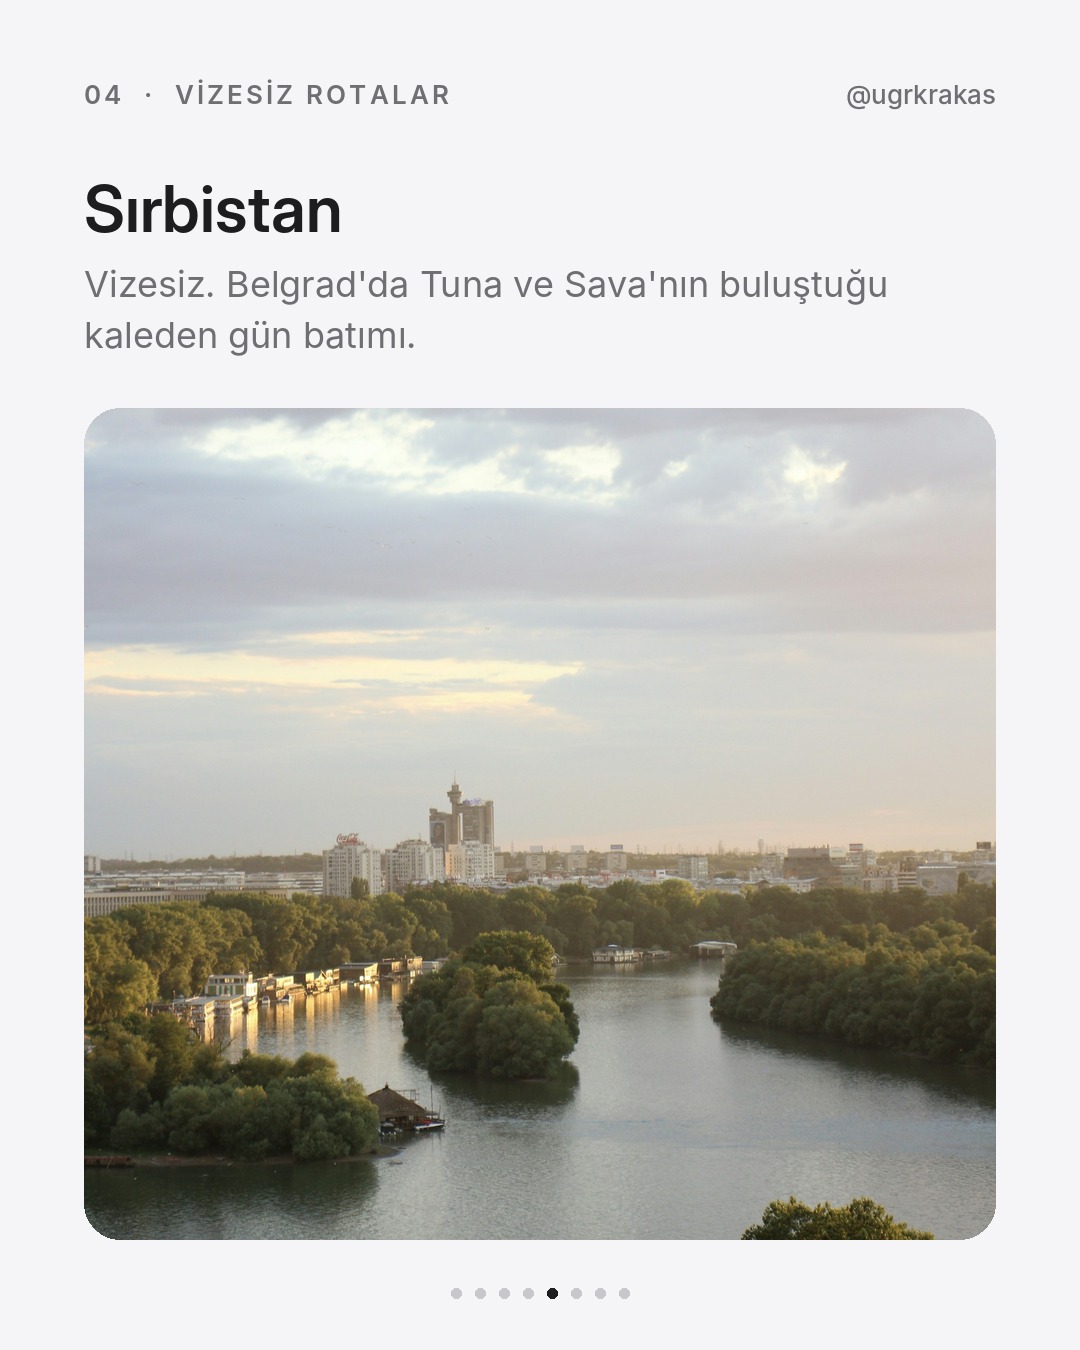 04 · VİZESİZ ROTALAR
@ugrkrakas
Sırbistan
Vizesiz. Belgrad'da Tuna ve Sava'nın buluştuğu
kaleden gün batımı.